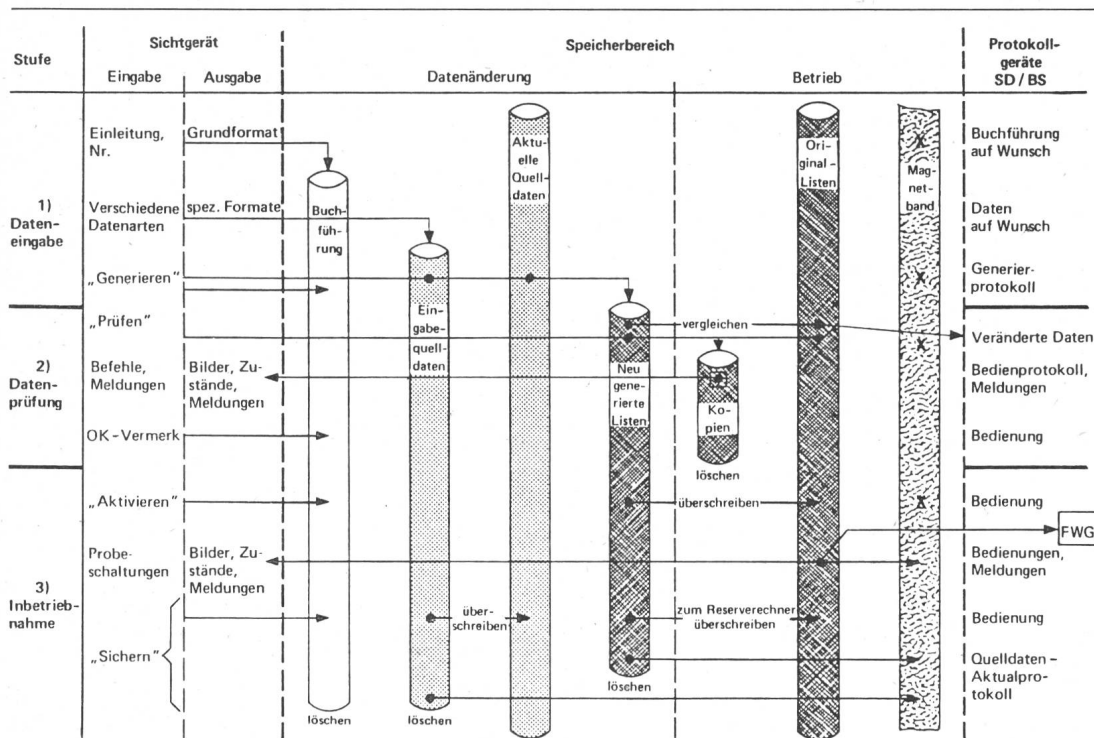 Stufe
Sichtgerät
Speicherbereich
Protokoll-
geräte
SD / BS
Eingabe
Ausgabe
Datenänderung
Betrieb
1)
Daten-
eingabe
Einleitung,
Nr.
Grundformat
Verschiedene
Datenarten
spez. Formate
„Generieren"
Buch-
führung
Ein-
gabe-
quell-
daten
Aktu-
elle
Quell-
daten
Ori-
ginal -
Listen
Mag-
net-
band
X
X
Buchführung
auf Wunsch
Daten
auf Wunsch
Generier-
protokoll
2)
Daten-
prüfung
„Prüfen"
vergleichen
X
Veränderte Daten
Befehle,
Meldungen
Bilder, Zu-
stände,
Meldungen
Neu
gene-
rierte
Listen
Ko-
pien
löschen
Bedienprotokoll,
Meldungen
OK - Vermerk
Bedienung
3)
Inbetrieb-
nahme
„Aktivieren"
überschreiben
X
Bedienung
FWG
Probe-
schaltungen
Bilder, Zu-
stände,
Meldungen
Bedienungen,
Meldungen
über-
schreiben
zum Reserverechner
überschreiben
Bedienung
„Sichern"
Quelldaten -
Aktualpro-
tokoll
löschen
löschen
löschen